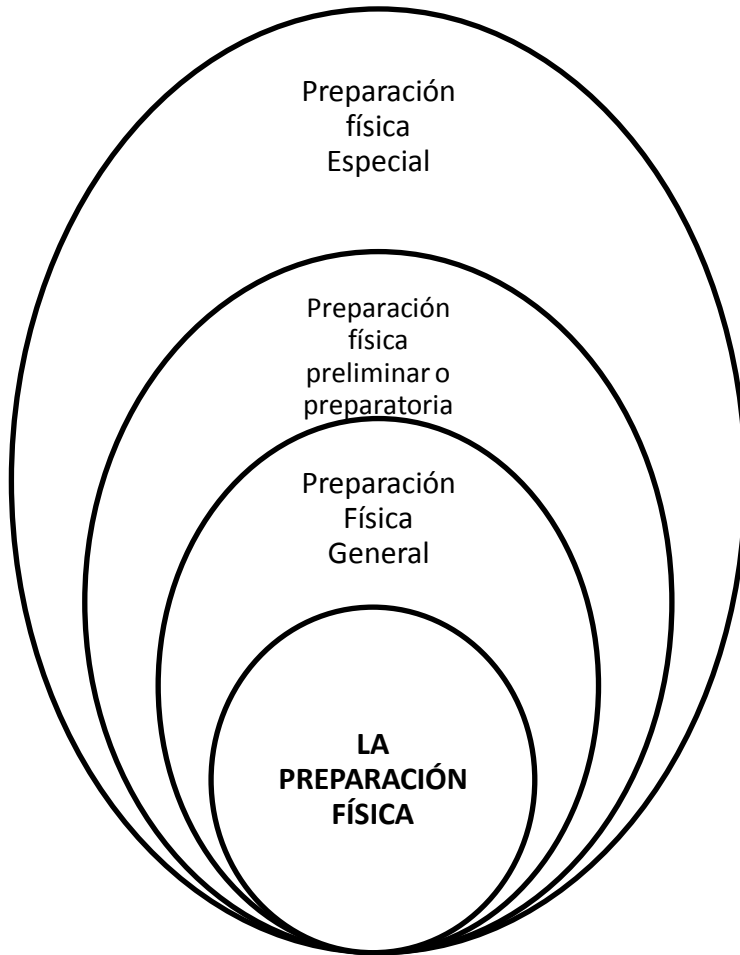 Preparación
física
Especial
Preparación
física
preliminar o
preparatoria
Preparación
Física
General
LA
PREPARACIÓN
FÍSICA